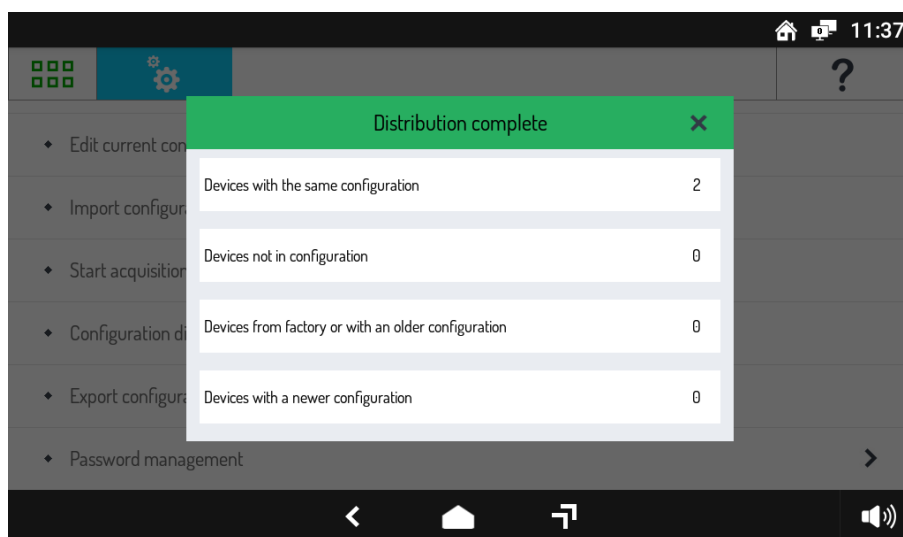 11:37
?
Distribution complete
Devices with the same configuration 2
Devices not in configuration 0
Devices from factory or with an older configuration 0
Devices with a newer configuration 0
Edit current con
Import configur
Start acquisition
Configuration di
Export configura
Password management